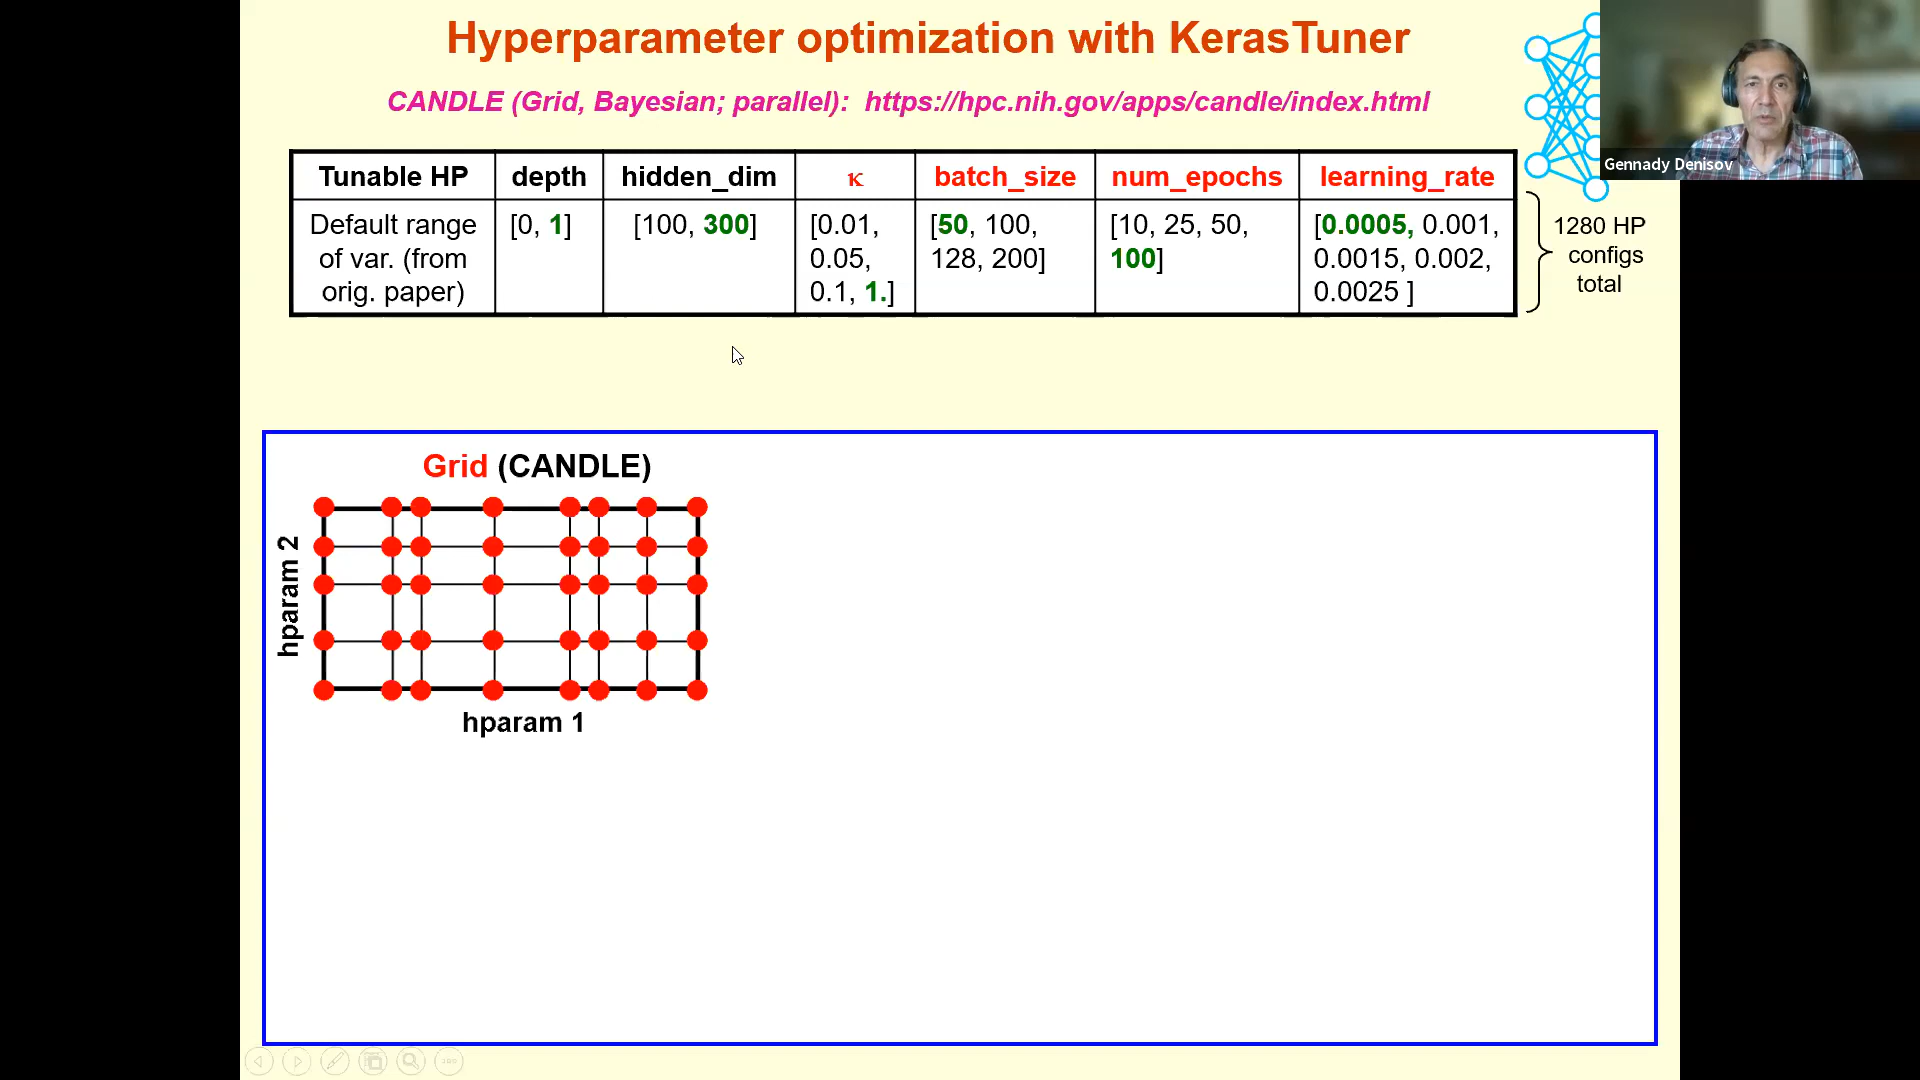 Hyperparameter optimization with KerasTuner
CANDLE (Grid, Bayesian; parallel): https://hpc.nih.gov/apps/candle/index.html
Gennady Denisov
Tunable HP depth hidden_dim κ batch_size num_epochs learning_rate
Default range of var. (from orig. paper)
[0, 1]
[100, 300]
[0.01,
0.05,
0.1, 1.]
[50, 100,
128, 200]
[10, 25, 50,
100]
[0.0005, 0.001,
0.0015, 0.002,
0.0025 ]
1280 HP
configs
total
Grid (CANDLE)
hparam 2
hparam 1